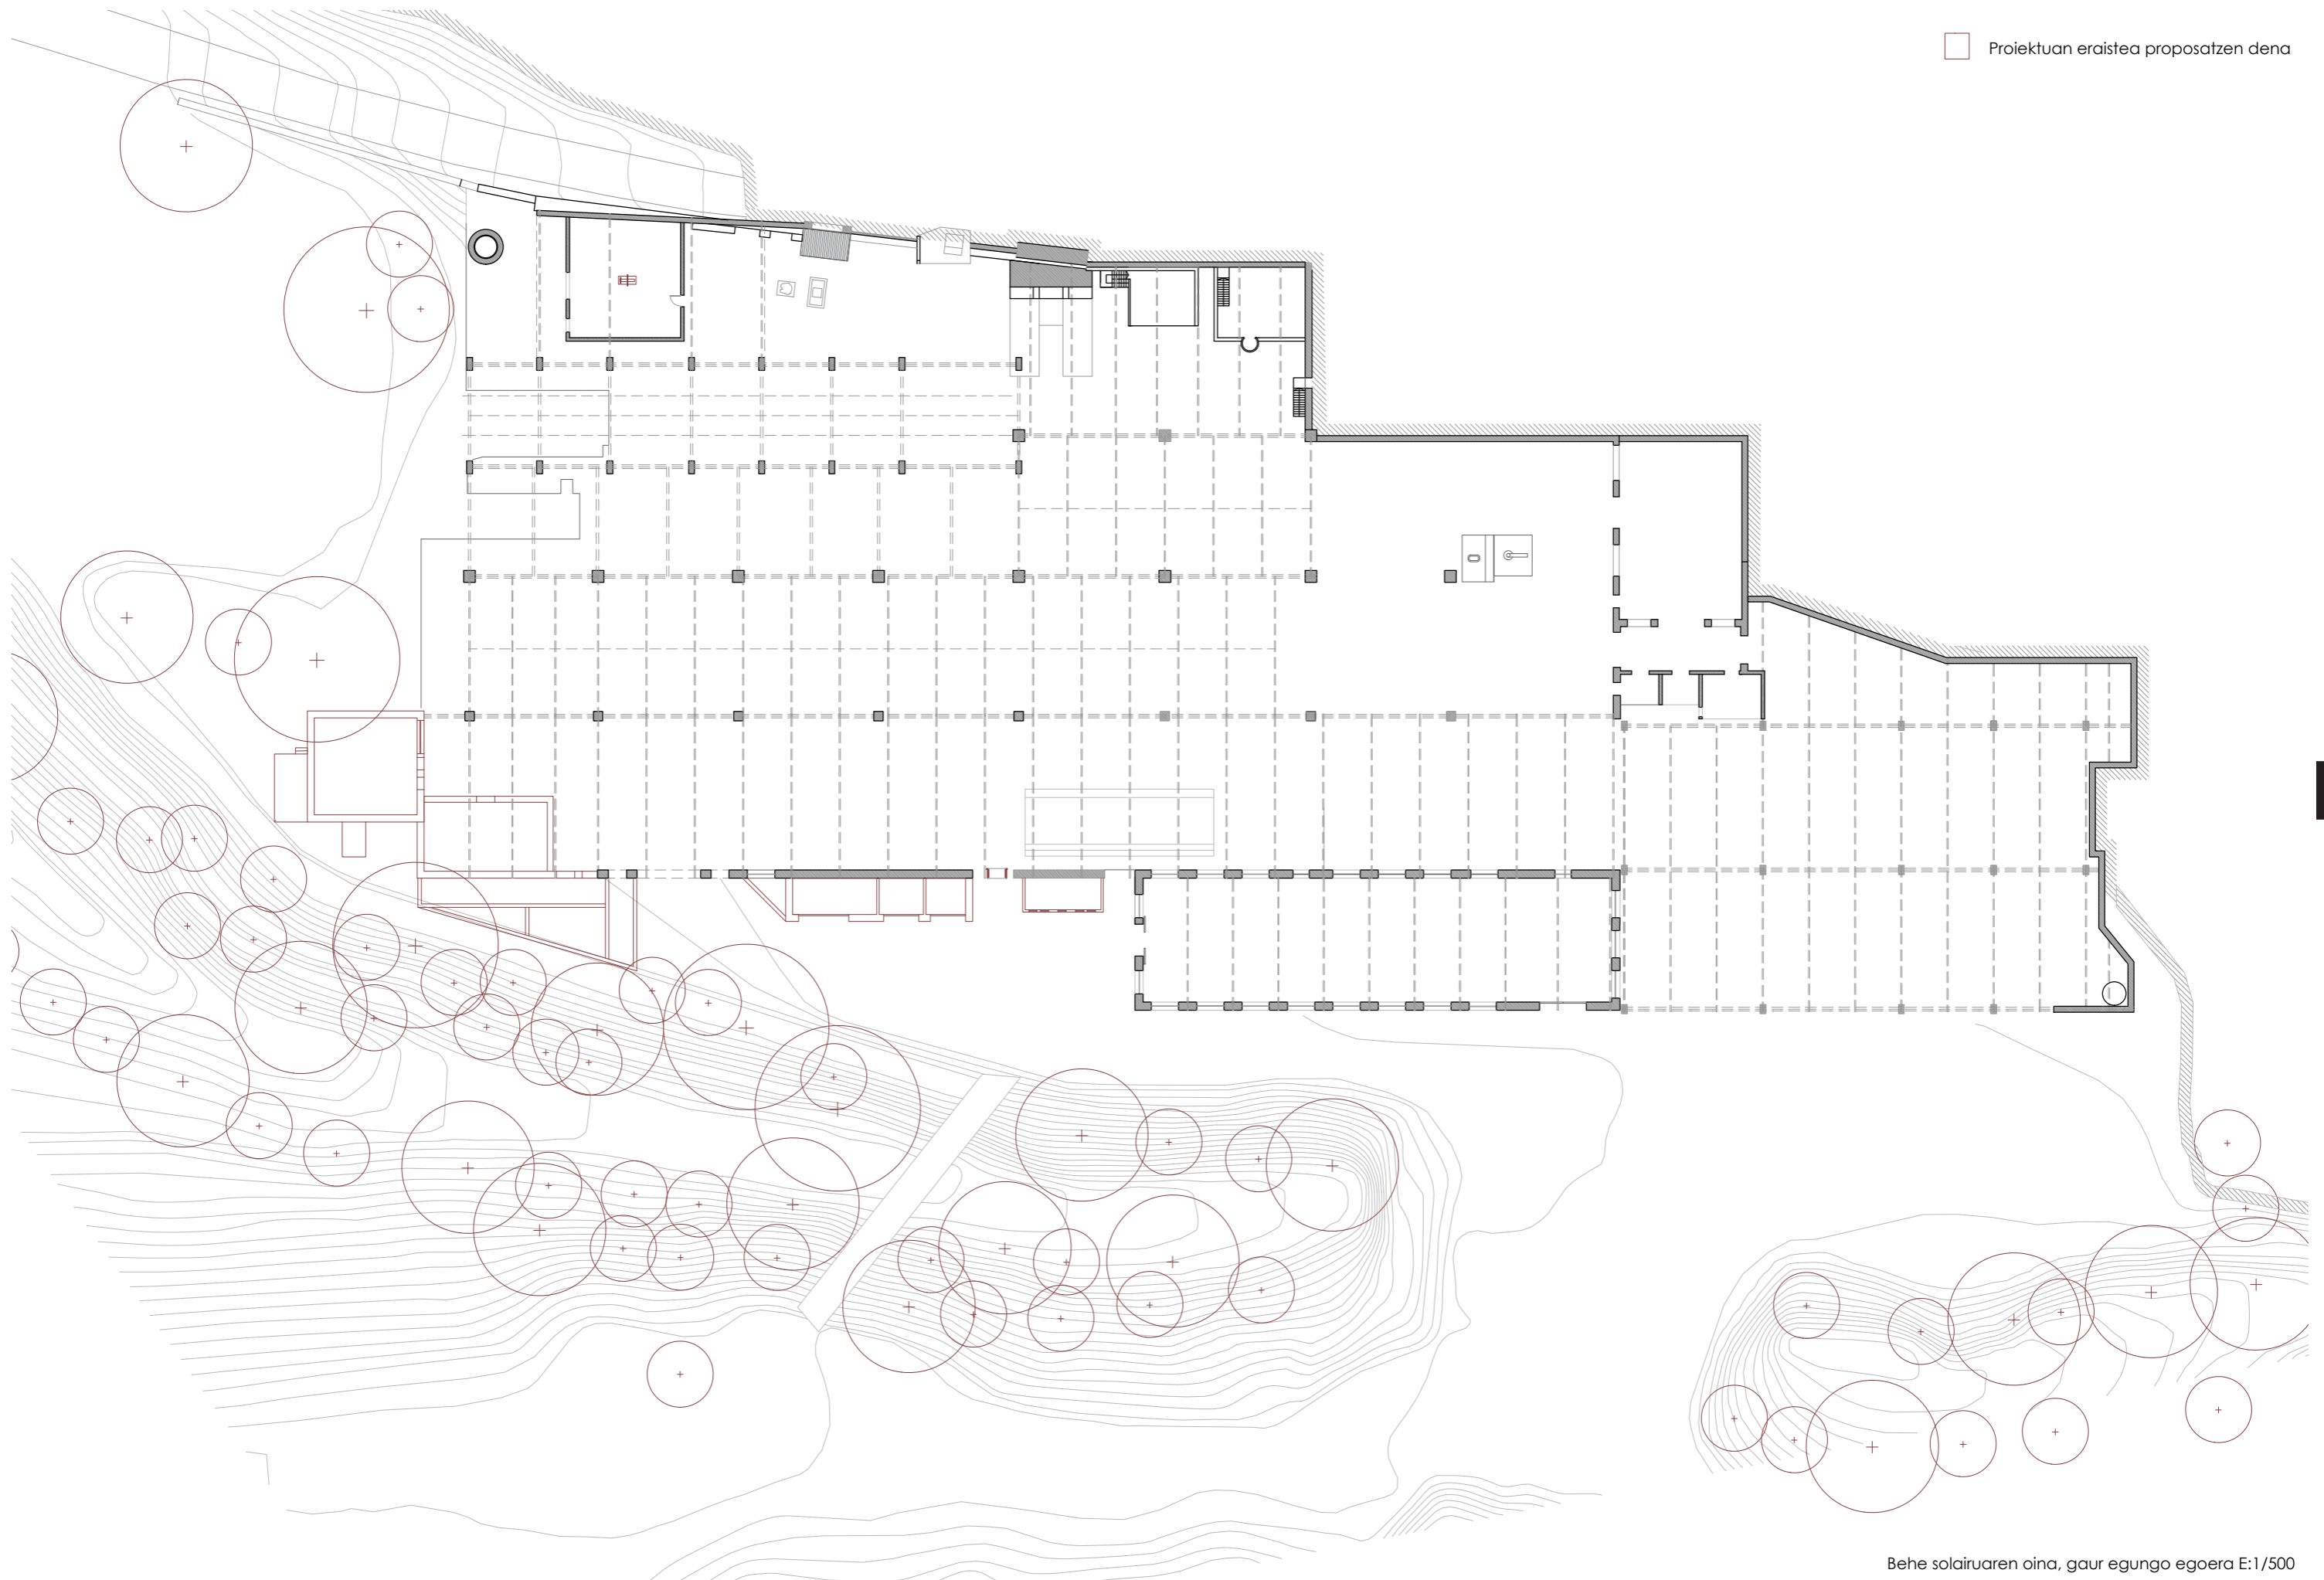 Proiektuan eraistea proposatzen dena
Behe solairuaren oina, gaur egungo egoera E:1/500